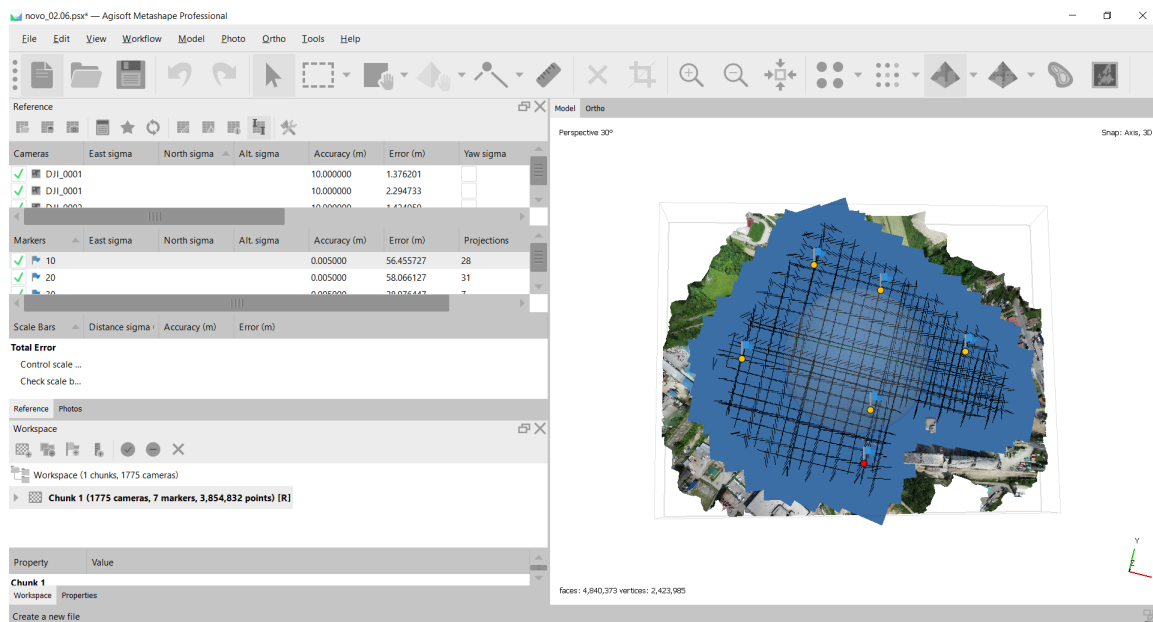 novo_02.06.psx* — Agisoft Metashape Professional
File Edit View Workflow Model Photo Ortho Tools Help
Reference
Cameras East sigma North sigma Alt. sigma Accuracy (m) Error (m) Yaw sigma
DJI_0001 10.000000 1.376201
DJI_0001 10.000000 2.294733
Markers East sigma North sigma Alt. sigma Accuracy (m) Error (m) Projections
10 0.005000 56.455727 28
20 0.005000 58.066127 31
Scale Bars Distance sigma Accuracy (m) Error (m)
Total Error
Control scale ...
Check scale b...
Reference Photos
Workspace
Workspace (1 chunks, 1775 cameras)
Chunk 1 (1775 cameras, 7 markers, 3,854,832 points) [R]
Property Value
Chunk 1
Workspace Properties
Create a new file
Model Ortho
Perspective 30° Snap: Axis, 3D
Y
Z
faces: 4,840,373 vertices: 2,423,985